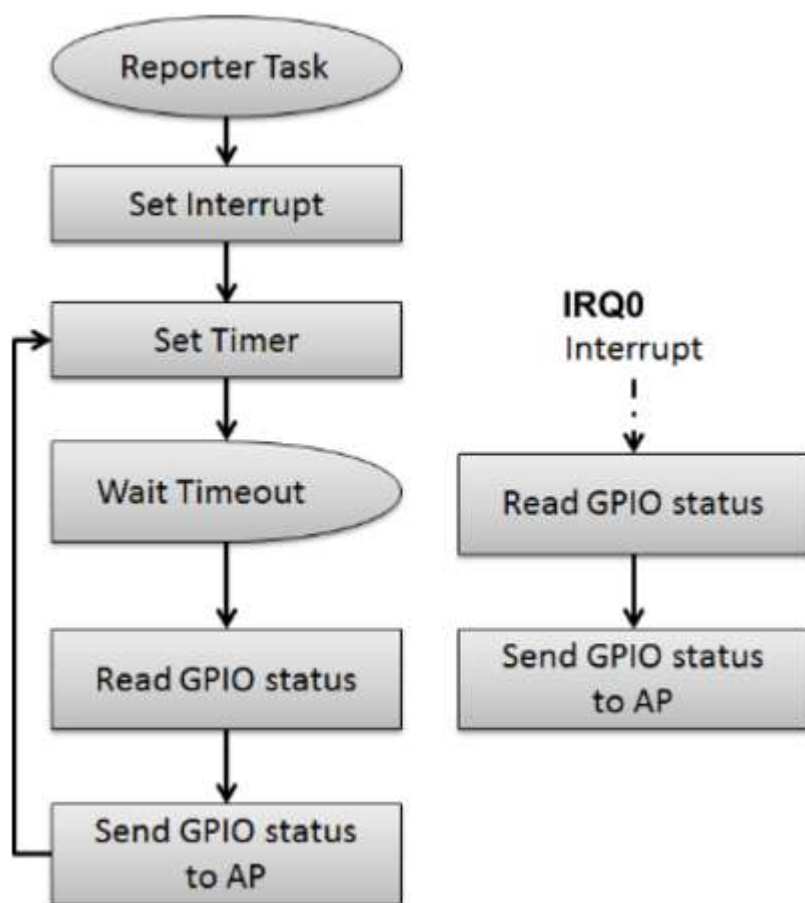 Reporter Task
Set Interrupt
Set Timer
Wait Timeout
Read GPIO status
Send GPIO status
to AP
IRQ0
Interrupt
Read GPIO status
Send GPIO status
to AP